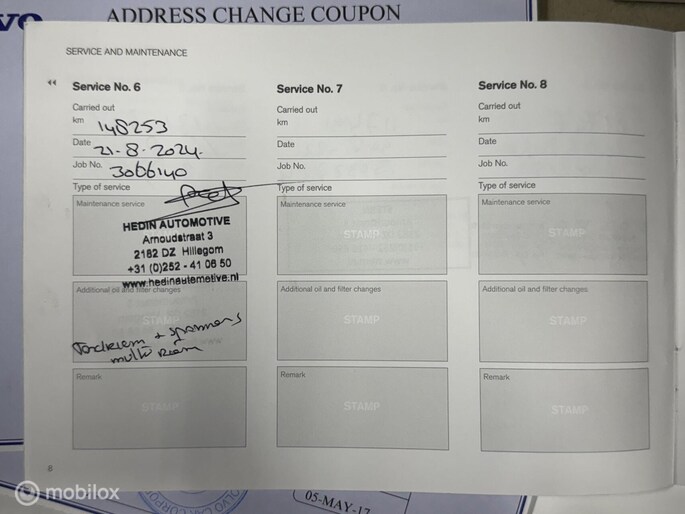 VO
ADDRESS CHANGE COUPON
SERVICE AND MAINTENANCE
Service No. 6
Carried out
km 148253
Date 21-8-2024.
Job No. 3066140
Type of service
Maintenance service
HEDIN AUTOMOTIVE
Arnoudstraat 3
2182 DZ Hillegom
+31 (0)252 - 41 06 50
www.hedinautomotive.nl
Additional oil and filter changes
STAMP
+ spanners
multi riem
Remark
STAMP
Service No. 7
Carried out
km
Date
Job No.
Type of service
Maintenance service
STAMP
Additional oil and filter changes
STAMP
Remark
STAMP
Service No. 8
Carried out
km
Date
Job No.
Type of service
Maintenance service
STAMP
Additional oil and filter changes
STAMP
Remark
STAMP
8
05-MAY-17
mobilox